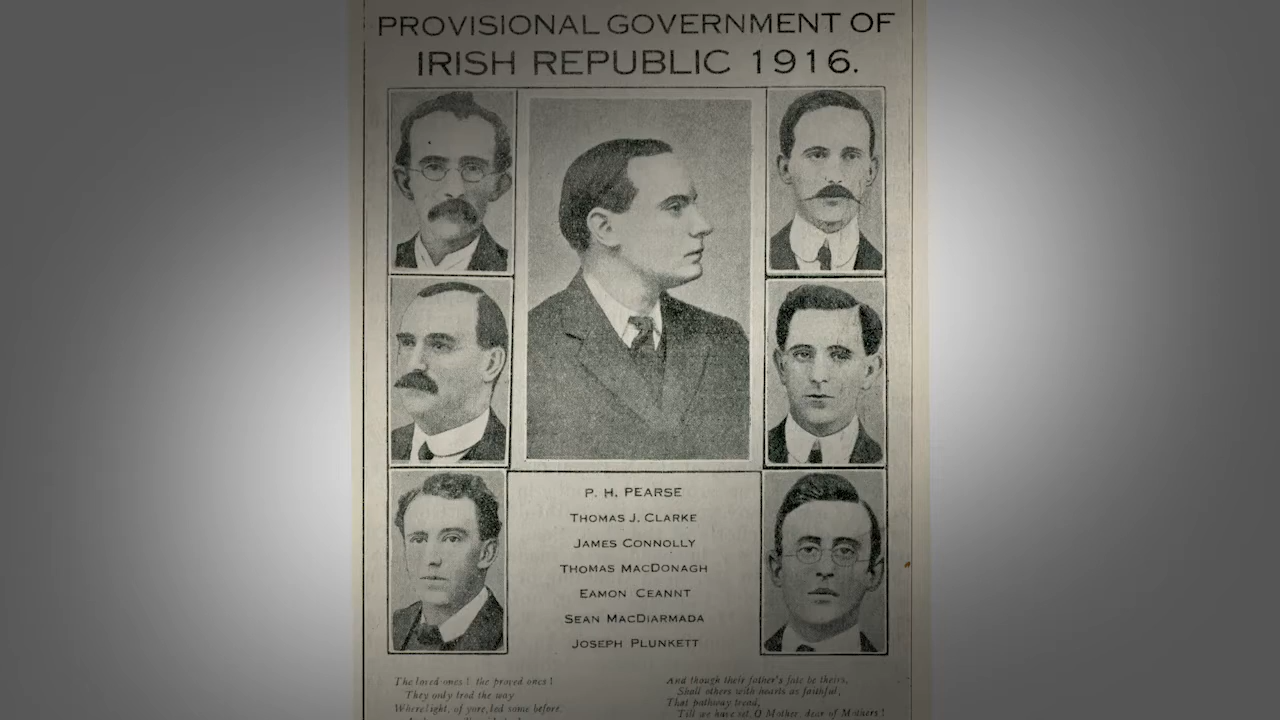 PROVISIONAL GOVERNMENT OF
IRISH REPUBLIC 1916.
P. H. PEARSE
THOMAS J. CLARKE
JAMES CONNOLLY
THOMAS MACDONAGH
EAMON CEANNT
SEAN MACDIARMADA
JOSEPH PLUNKETT
The loved ones! the proved ones!
They only trod the way
Where light, of yore, led some before.
And though their father's fate be theirs,
Shall others with hearts as faithful,
That pathway tread,
Till we have set, O Mother, dear of Mothers!